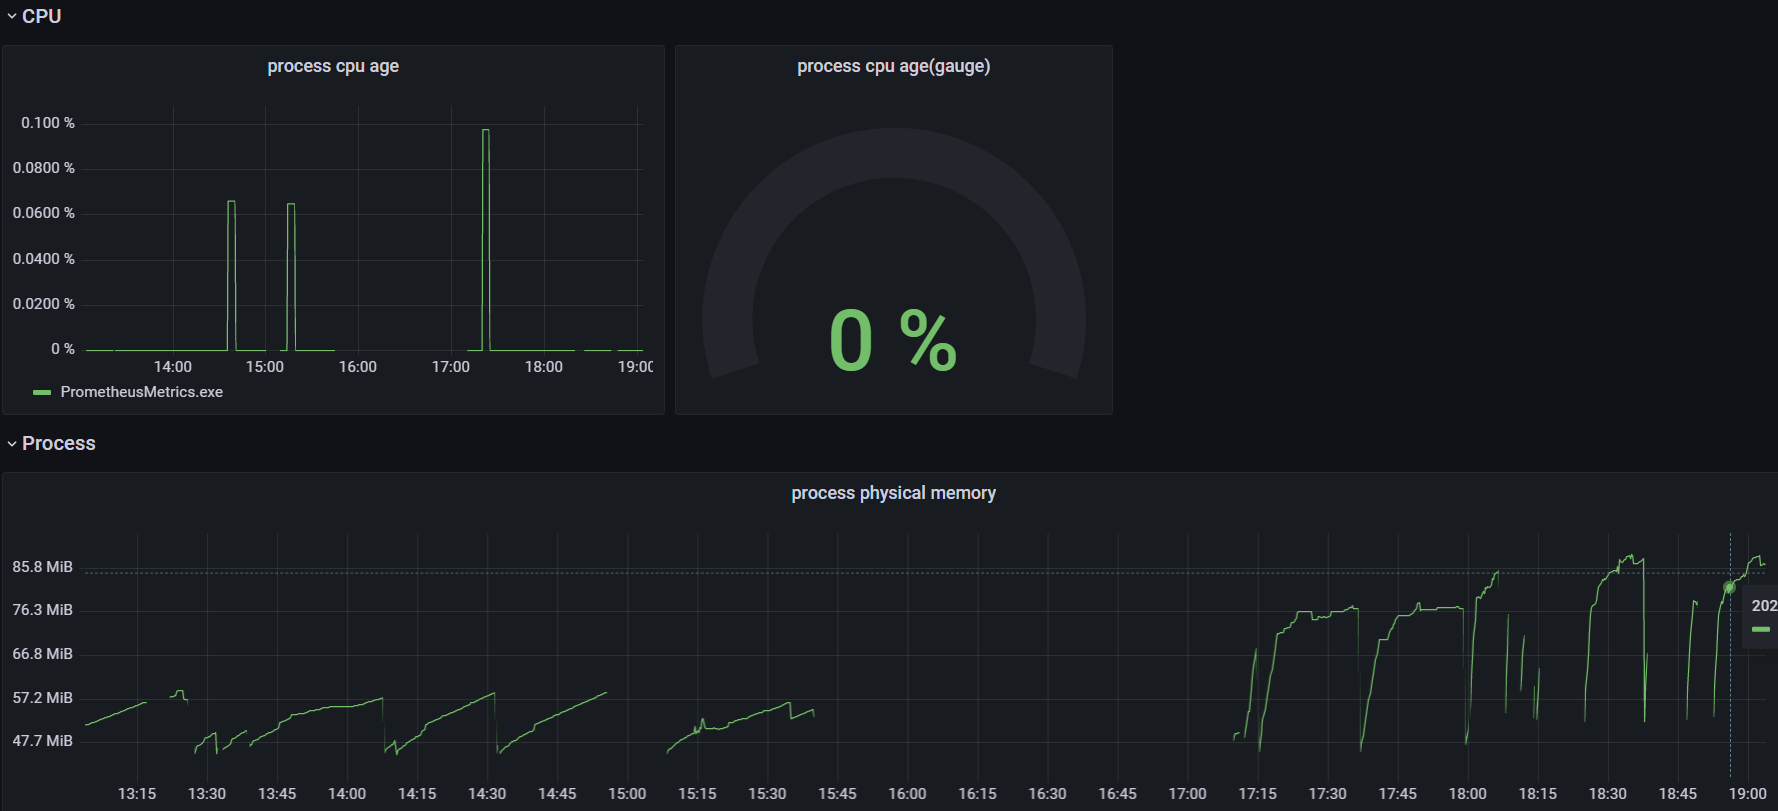 CPU
process cpu age
0.100 %
0.0800 %
0.0600 %
0.0400 %
0.0200 %
0 %
14:00 15:00 16:00 17:00 18:00 19:00
PrometheusMetrics.exe
process cpu age(gauge)
0 %
Process
process physical memory
85.8 MiB
76.3 MiB
66.8 MiB
57.2 MiB
47.7 MiB
202
13:15 13:30 13:45 14:00 14:15 14:30 14:45 15:00 15:15 15:30 15:45 16:00 16:15 16:30 16:45 17:00 17:15 17:30 17:45 18:00 18:15 18:30 18:45 19:00